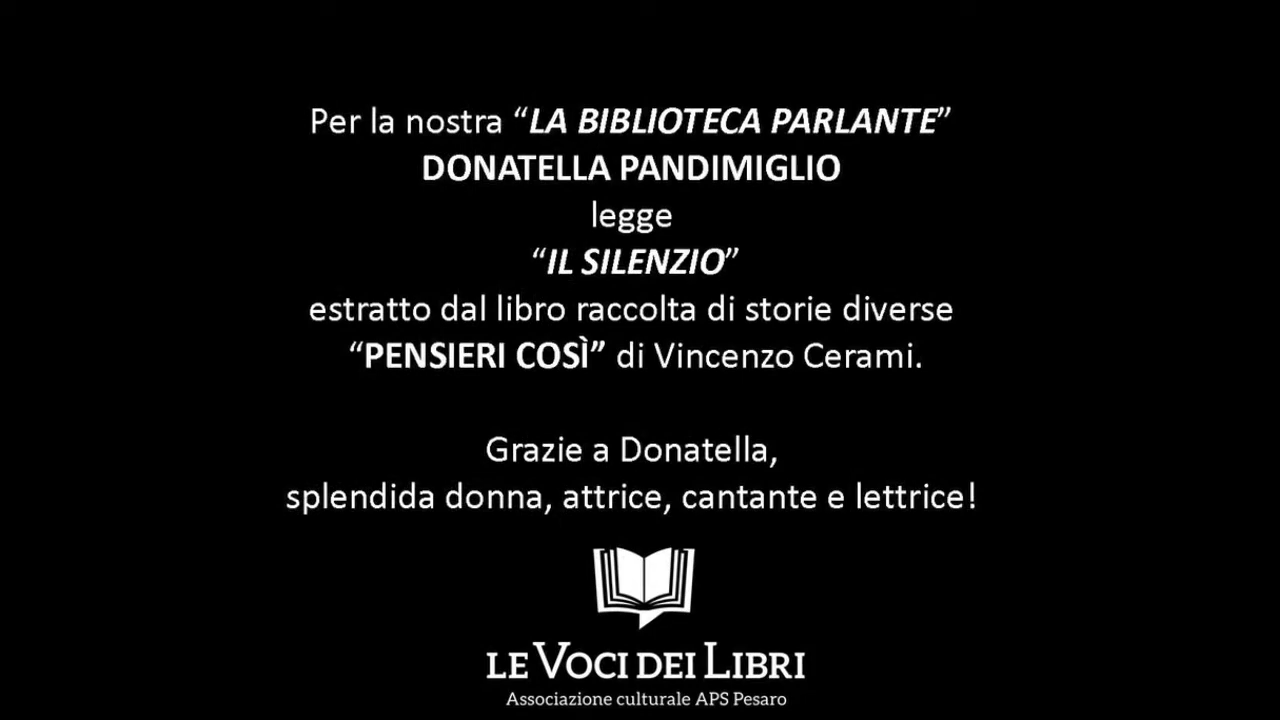 Per la nostra “LA BIBLIOTECA PARLANTE”
DONATELLA PANDIMIGLIO
legge
“IL SILENZIO”
estratto dal libro raccolta di storie diverse
“PENSIERI COSÌ” di Vincenzo Cerami.
Grazie a Donatella,
splendida donna, attrice, cantante e lettrice!
LE VOCI DEI LIBRI
Associazione culturale APS Pesaro